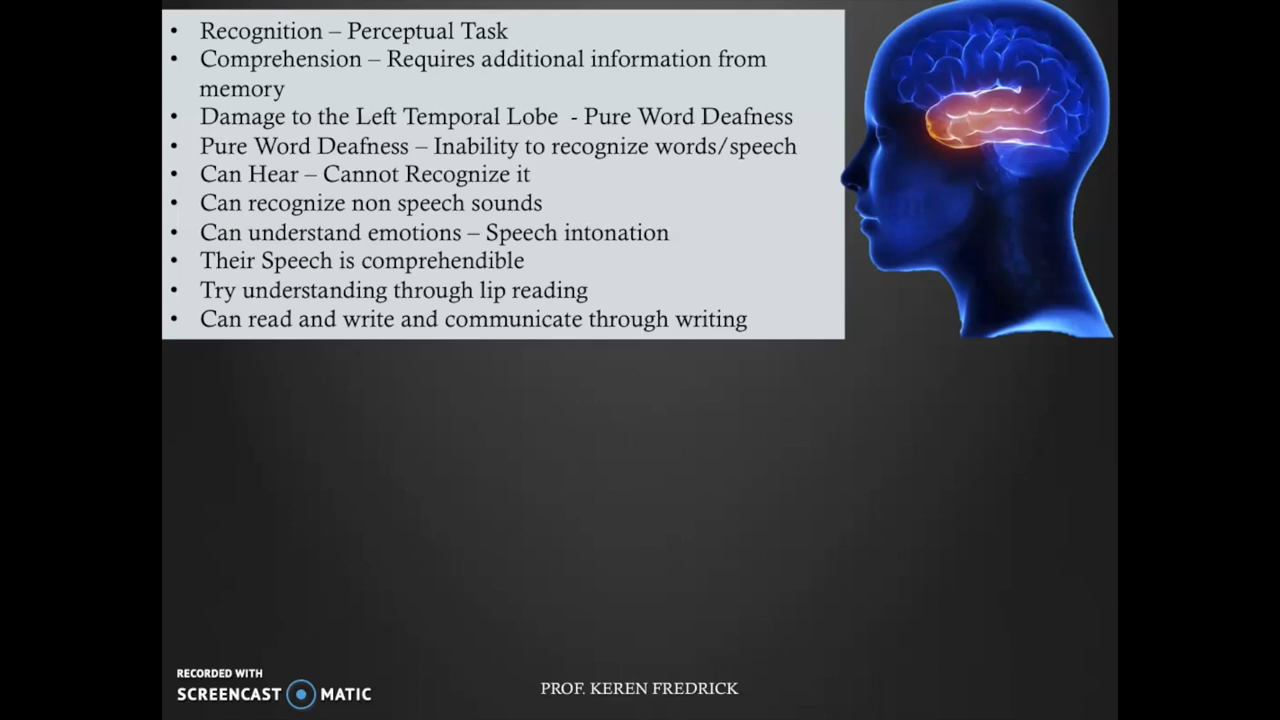 • Recognition – Perceptual Task
• Comprehension – Requires additional information from
memory
• Damage to the Left Temporal Lobe  - Pure Word Deafness
• Pure Word Deafness – Inability to recognize words/speech
• Can Hear – Cannot Recognize it
• Can recognize non speech sounds
• Can understand emotions – Speech intonation
• Their Speech is comprehendible
• Try understanding through lip reading
• Can read and write and communicate through writing
RECORDED WITH
SCREENCAST MATIC
PROF. KEREN FREDRICK